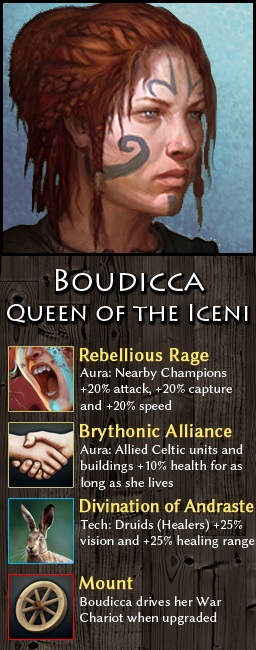 Boudicca
Queen of the Iceni
Rebellious Rage
Aura: Nearby Champions
+20% attack, +20% capture
and +20% speed
Brythonic Alliance
Aura: Allied Celtic units and
buildings +10% health for as
long as she lives
Divination of Andraste
Tech: Druids (Healers) +25%
vision and +25% healing range
Mount
Boudicca drives her War
Chariot when upgraded